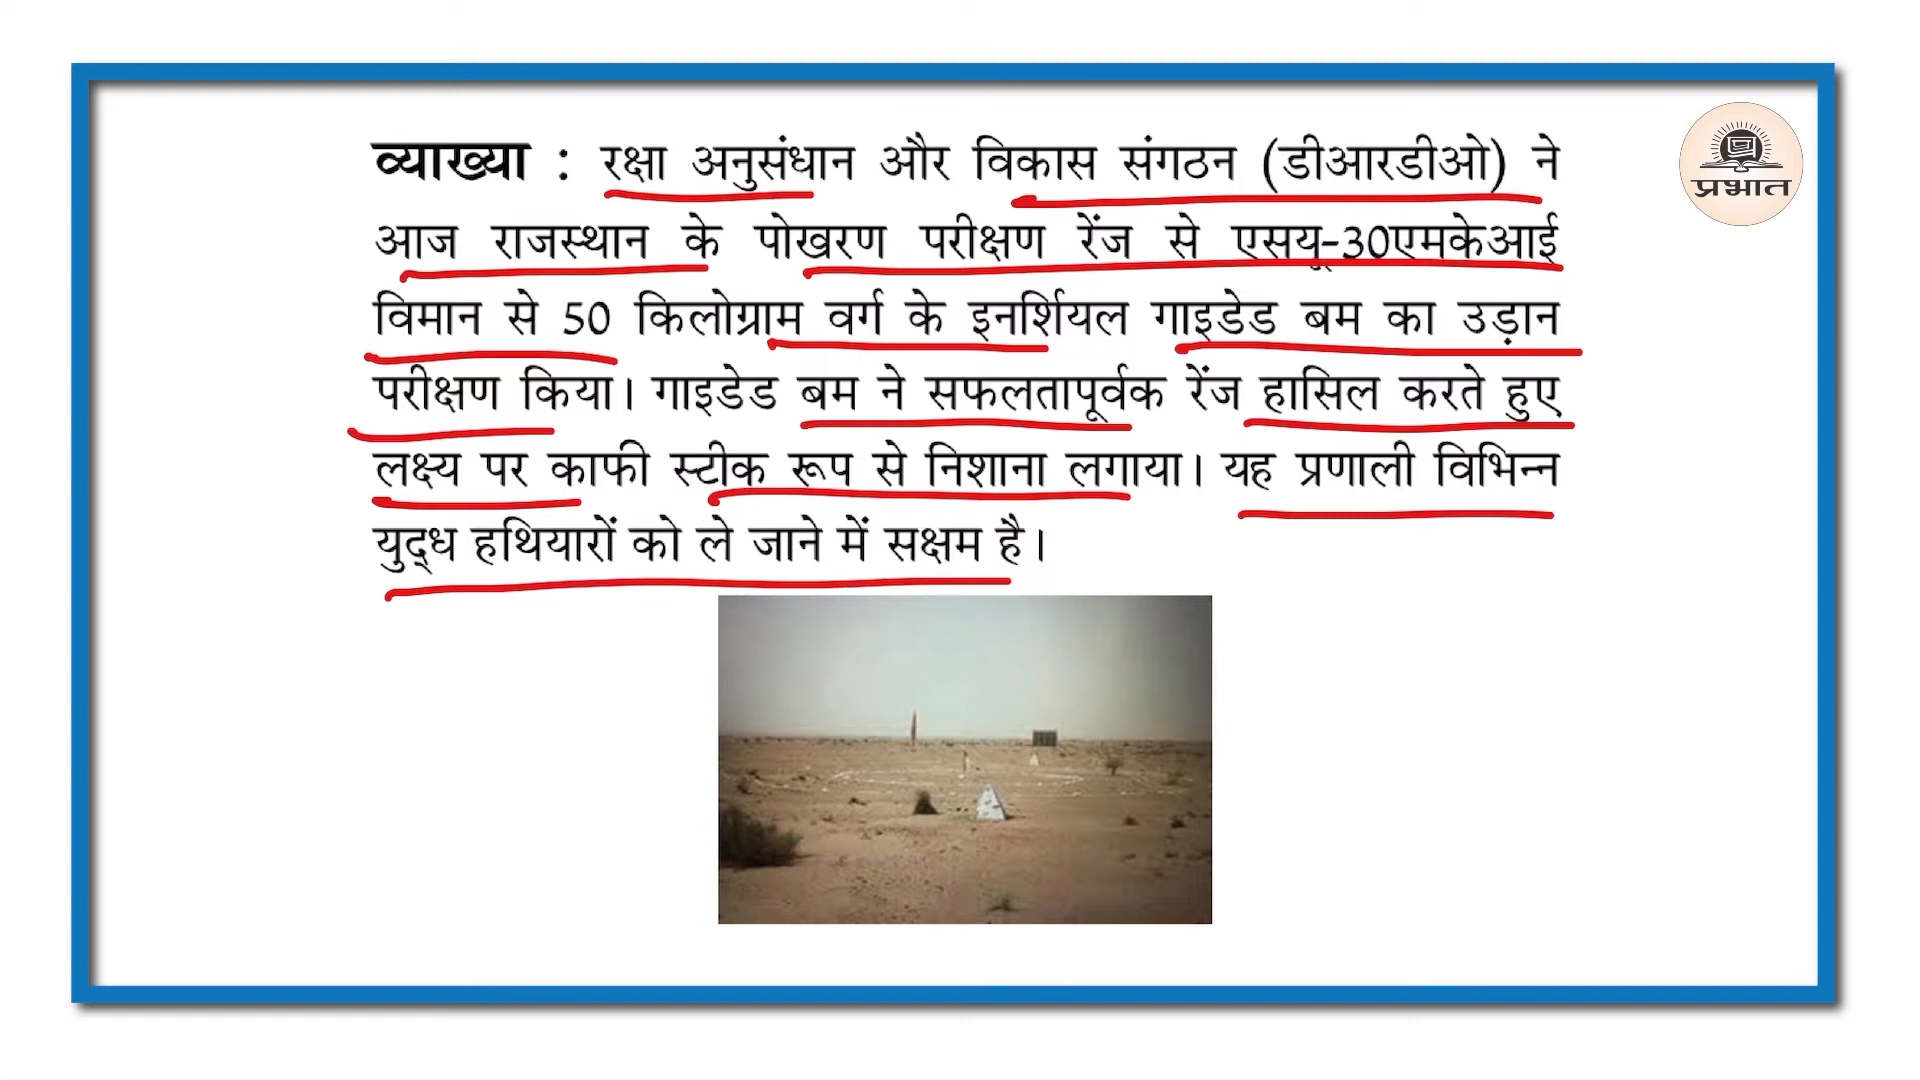 व्याख्या : रक्षा अनुसंधान और विकास संगठन (डीआरडीओ) ने
आज राजस्थान के पोखरण परीक्षण रेंज से एसयू-30एमकेआई
विमान से 50 किलोग्राम वर्ग के इनर्शियल गाइडेड बम का उड़ान
परीक्षण किया। गाइडेड बम ने सफलतापूर्वक रेंज हासिल करते हुए
लक्ष्य पर काफी स्टीक रूप से निशाना लगाया। यह प्रणाली विभिन्न
युद्ध हथियारों को ले जाने में सक्षम है।
प्रभात